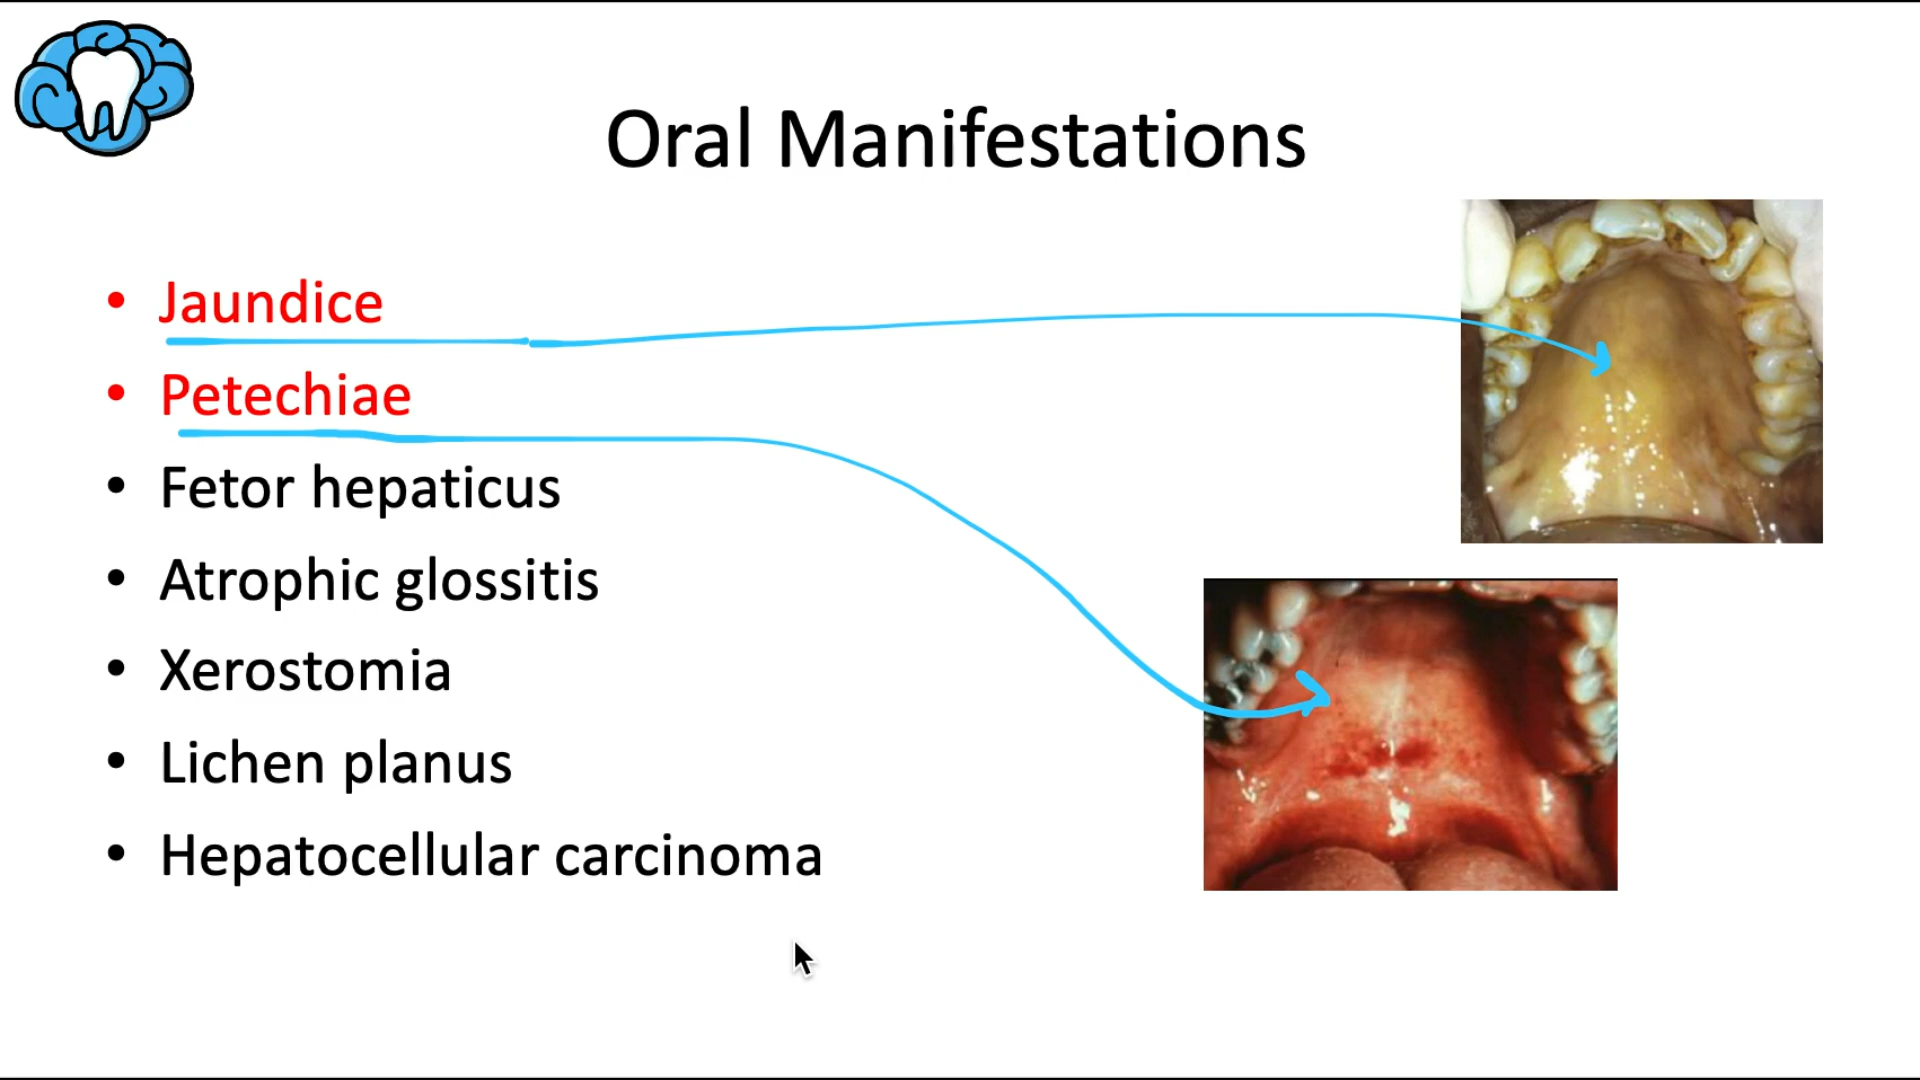 Oral Manifestations
• Jaundice
• Petechiae
• Fetor hepaticus
• Atrophic glossitis
• Xerostomia
• Lichen planus
• Hepatocellular carcinoma